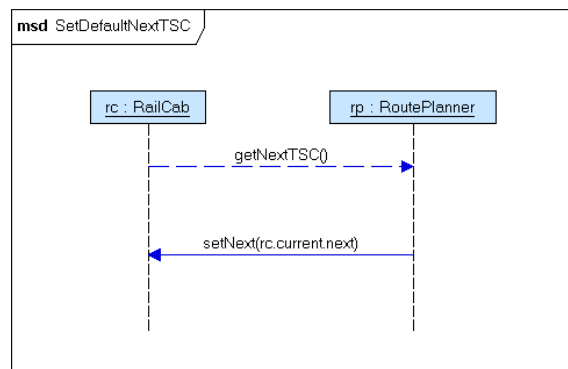 msd SetDefaultNextTSC
rc : RailCab
rp : RoutePlanner
getNextTSC()
setNext(rc.current.next)